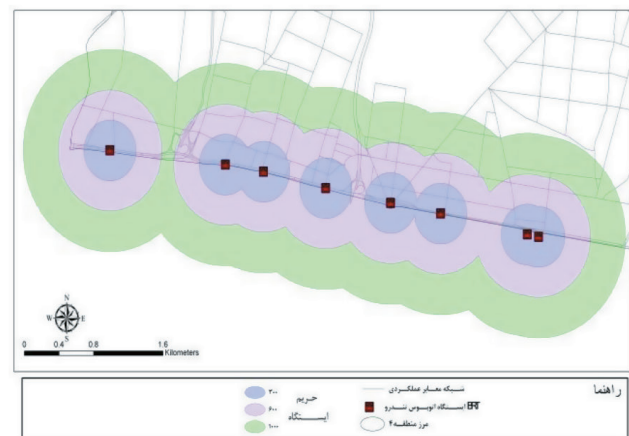 N
W E
S
0 0.4 0.8 1.6
Kilometers
راهنما
شبکه معابر عملکردی
ایستگاه اتوبوس تندرو BRT
مرز منطقه ۴
حریم
ایستگاه
۳۰۰
۶۰۰
۱۰۰۰